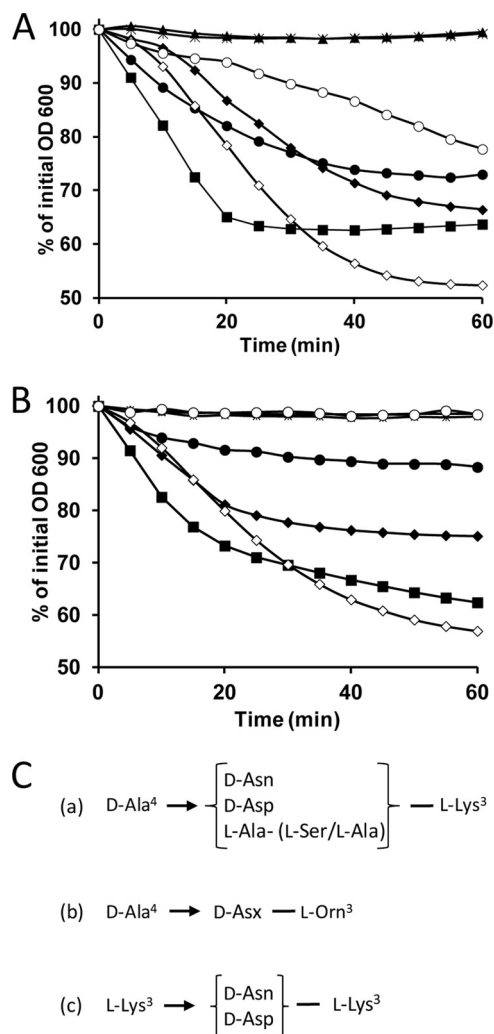 A
% of initial OD 600
100
90
80
70
60
50
0 20 40 60
Time (min)
B
% of initial OD 600
100
90
80
70
60
50
0 20 40 60
Time (min)
C
D-Asn
(a) D-Ala⁴ → D-Asp — L-Lys³
L-Ala- (L-Ser/L-Ala)
(b) D-Ala⁴ → D-Asx — L-Orn³
D-Asn
(c) L-Lys³ → — L-Lys³
D-Asp